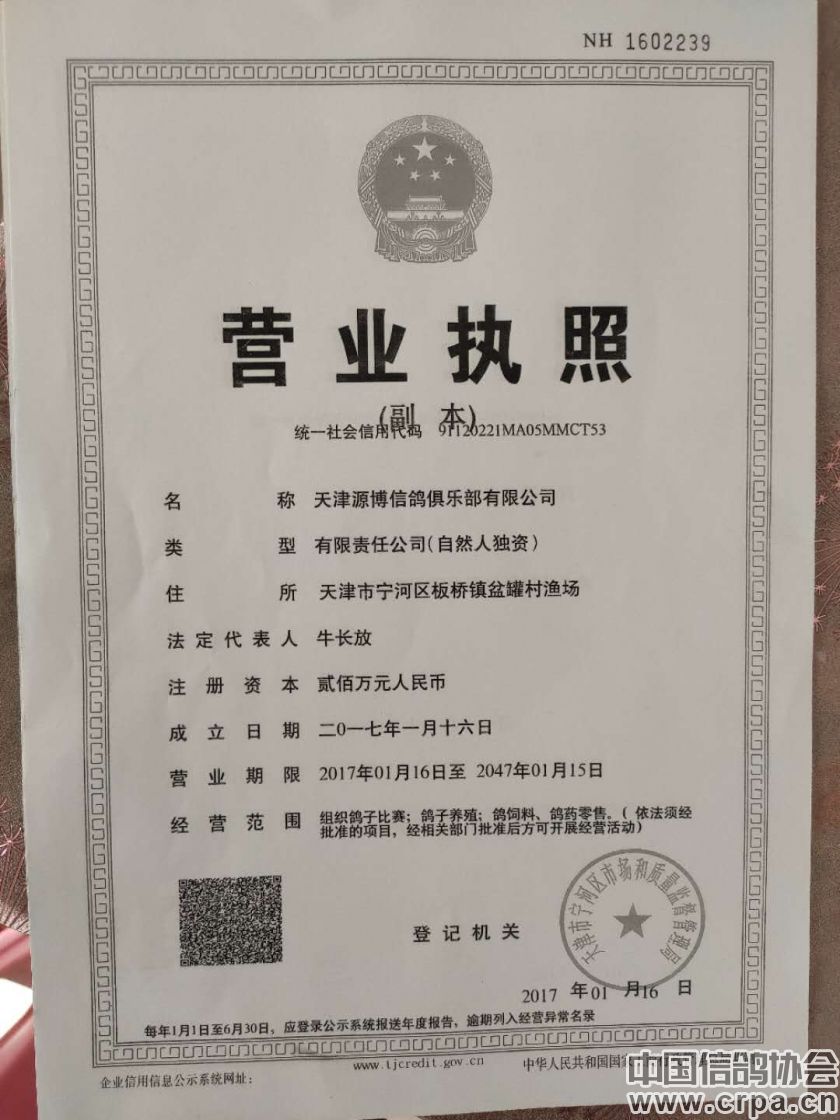 NH 1602239
营业执照
(副 本)
统一社会信用代码 91120221MA05MMCT53
名 称 天津源博信鸽俱乐部有限公司
类 型 有限责任公司(自然人独资)
住 所 天津市宁河区板桥镇盆罐村渔场
法定代表人 牛长放
注册资本 贰佰万元人民币
成立日期 二0一七年一月十六日
营业期限 2017年01月16日至 2047年01月15日
经营范围 组织鸽子比赛；鸽子养殖；鸽饲料、鸽药零售。( 依法须经
批准的项目，经相关部门批准后方可开展经营活动)
登记机关
天津市宁河区市场和质量监督管理局
2017 年 01 月 16 日
每年1月1日至6月30日，应登录公示系统报送年度报告，逾期列入经营异常名录
www.tjcredit.gov.cn
企业信用信息公示系统网址：
中华人民共和国国家
中国信鸽协会
www.crpa.cn